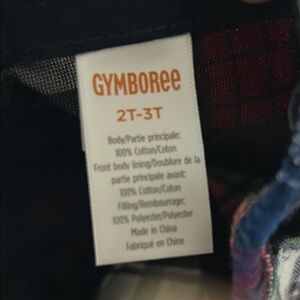 GYMBOREE
2T-3T
Body/Partie principale:
100% Cotton/Coton
Front body lining/Doublure de la
partie principale avant:
100% Cotton/Coton
Filling/Rembourrage:
100% Polyester/Polyester
Made in China
Fabriqué en Chine